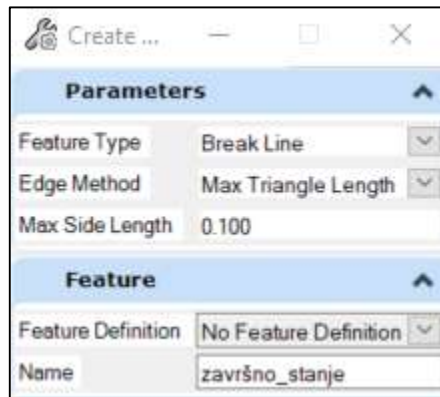 Create ...
Parameters
Feature Type Break Line
Edge Method Max Triangle Length
Max Side Length 0.100
Feature
Feature Definition No Feature Definition
Name završno_stanje